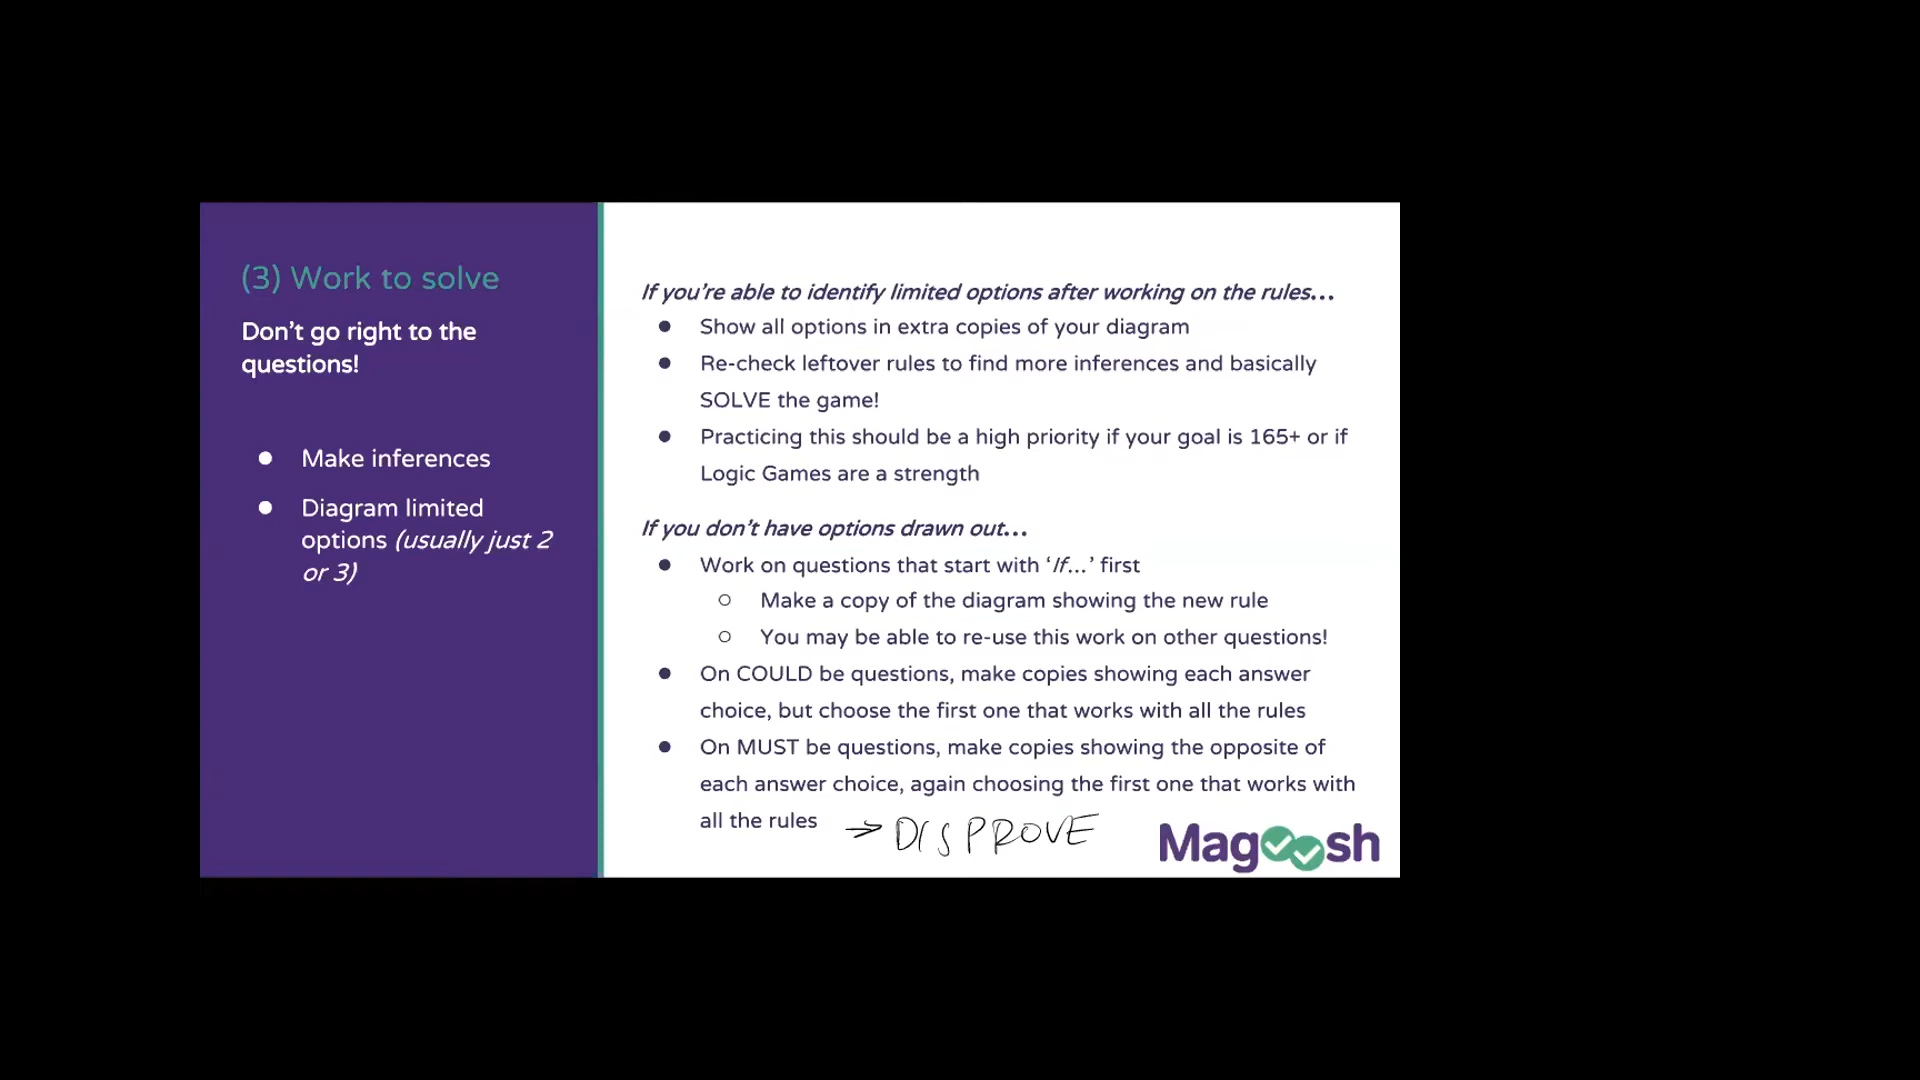 (3) Work to solve
Don't go right to the
questions!
● Make inferences
● Diagram limited
options (usually just 2
or 3)
If you're able to identify limited options after working on the rules...
● Show all options in extra copies of your diagram
● Re-check leftover rules to find more inferences and basically
SOLVE the game!
● Practicing this should be a high priority if your goal is 165+ or if
Logic Games are a strength
If you don't have options drawn out...
● Work on questions that start with ‘If...’ first
○ Make a copy of the diagram showing the new rule
○ You may be able to re-use this work on other questions!
● On COULD be questions, make copies showing each answer
choice, but choose the first one that works with all the rules
● On MUST be questions, make copies showing the opposite of
each answer choice, again choosing the first one that works with
all the rules → DISPROVE
Magoosh